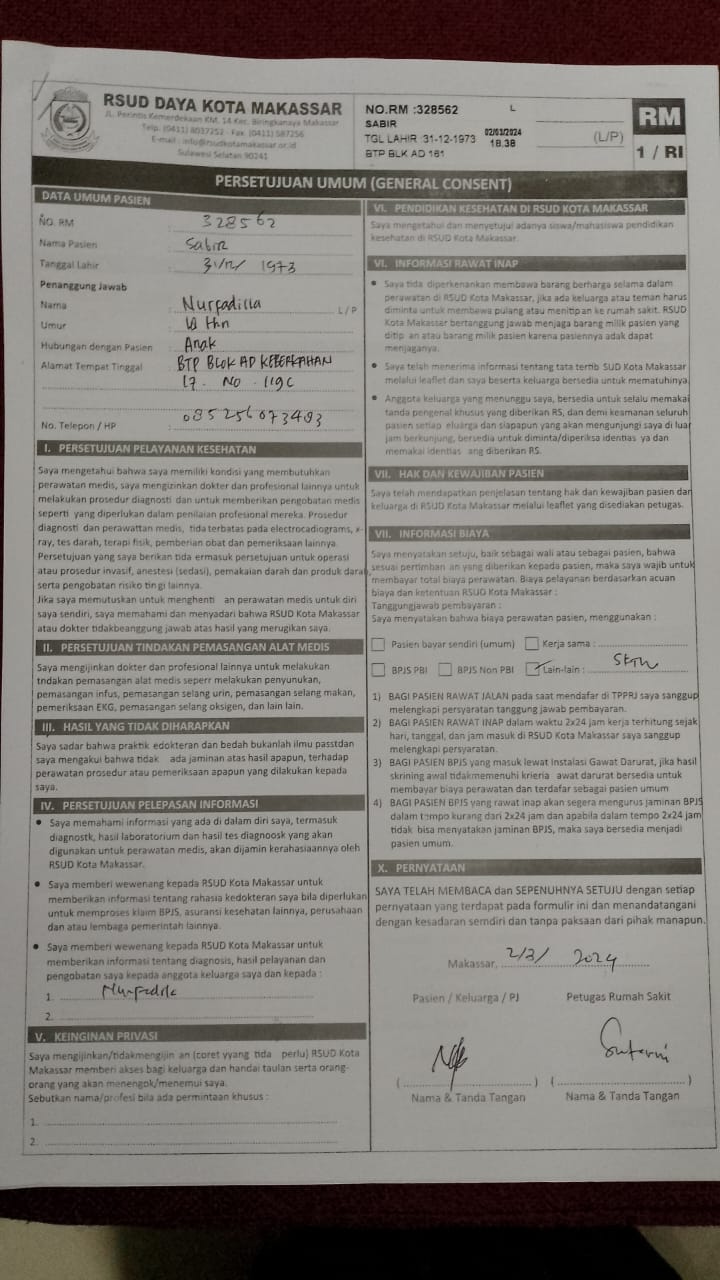 RSUD DAYA KOTA MAKASSAR
JL. Perintis Kemerdekaan KM. 14 Kec. Biringkanaya Makassar
Telp. (0411) 8037252 - Fax. (0411) 587256
E-mail : info@rsudkotamakassar.or.id
Sulawesi Selatan 90241
NO.RM :328562 L
SABIR
TGL LAHIR 31-12-1973 02/03/2024 18.38
BTP BLK AD 161
(L/P)
RM
1 / RI
PERSETUJUAN UMUM (GENERAL CONSENT)
DATA UMUM PASIEN
NO. RM : 328562
Nama Pasien : Sabir
Tanggal Lahir : 31/12/ 1973
Penanggung Jawab
Nama : Nurfadilla L / P
Umur : thn
Hubungan dengan Pasien : Anak
Alamat Tempat Tinggal : BTP BLOK AD KEBERKAHAN
17. NO. 119C
No. Telepon / HP : 085256073483
I. PERSETUJUAN PELAYANAN KESEHATAN
Saya mengetahui bahwa saya memiliki kondisi yang membutuhkan
perawatan medis, saya mengizinkan dokter dan profesional lainnya untuk
melakukan prosedur diagnosti dan untuk memberikan pengobatan medis
seperti yang diperlukan dalam penilaian profesional mereka. Prosedur
diagnosti dan perawattan medis, tida terbatas pada electrocadiograms, x-
ray, tes darah, terapi fisik, pemberian obat dan pemeriksaan lainnya.
Persetujuan yang saya berikan tida ermasuk persetujuan untuk operasi
atau prosedur invasif, anestesi (sedasi), pemakaian darah dan produk darah,
serta pengobatan risiko tin gi lainnya.
Jika saya memutuskan untuk menghenti an perawatan medis untuk diri
saya sendiri, saya memahami dan menyadari bahwa RSUD Kota Makassar
atau dokter tidakbeanggung jawab atas hasil yang merugikan saya.
II. PERSETUJUAN TINDAKAN PEMASANGAN ALAT MEDIS
Saya mengijinkan dokter dan profesional lainnya untuk melakukan
tndakan pemasangan alat medis seperr melakukan penyunukan,
pemasangan infus, pemasangan selang urin, pemasangan selang makan,
pemeriksaan EKG, pemasangan selang oksigen, dan lain lain.
III. HASIL YANG TIDAK DIHARAPKAN
Saya sadar bahwa praktik edokteran dan bedah bukanlah ilmu passtdan
saya mengakui bahwa tidak ada jaminan atas hasil apapun, terhadap
perawatan prosedur atau pemeriksaan apapun yang dilakukan kepada
saya.
IV. PERSETUJUAN PELEPASAN INFORMASI
● Saya memahami informasi yang ada di dalam diri saya, termasuk
diagnostk, hasil laboratorium dan hasil tes diagnoosk yang akan
digunakan untuk perawatan medis, akan dijamin kerahasiaannya oleh
RSUD Kota Makassar.
● Saya memberi wewenang kepada RSUD Kota Makassar untuk
memberikan informasi tentang rahasia kedokteran saya bila diperlukan
untuk memproses klaim BPJS, asuransi kesehatan lainnya, perusahaan
dan atau lembaga pemerintah lainnya.
● Saya memberi wewenang kepada RSUD Kota Makassar untuk
memberikan informasi tentang diagnosis, hasil pelayanan dan
pengobatan saya kepada anggota keluarga saya dan kepada :
1. Nurfadila
2.
V. KEINGINAN PRIVASI
Saya mengijinkan/tidakmengijin an (coret yyang tida perlu) RSUD Kota
Makassar memberi akses bagi keluarga dan handai taulan serta orang-
orang yang akan menengok/menemui saya.
Sebutkan nama/profesi bila ada permintaan khusus :
1.
2.
VI. PENDIDIKAN KESEHATAN DI RSUD KOTA MAKASSAR
Saya mengetahui dan menyetujui adanya siswa/mahasiswa pendidikan
kesehatan di RSUD Kota Makassar.
VI. INFORMASI RAWAT INAP
● Saya tida diperkenankan membawa barang berharga selama dalam
perawatan di RSUD Kota Makassar, jika ada keluarga atau teman harus
diminta untuk membawa pulang atau menitipan ke rumah sakit. RSUD
Kota Makassar bertanggung jawab menjaga barang milik pasien yang
ditip an atau barang milik pasien karena pasiennya adak dapat
menjaganya.
● Saya telah menerima informasi tentang tata tertib SUD Kota Makassar
melalui leaflet dan saya beserta keluarga bersedia untuk mematuhinya.
● Anggota keluarga yang menunggu saya, bersedia untuk selalu memakai
tanda pengenal khusus yang diberikan RS, dan demi keamanan seluruh
pasien setiap eluarga dan siapapun yang akan mengunjungi saya di luar
jam berkunjung, bersedia untuk diminta/diperiksa identias ya dan
memakai identias ang diberikan RS.
VII. HAK DAN KEWAJIBAN PASIEN
Saya telah mendapatkan penjelasan tentang hak dan kewajiban pasien dan
keluarga di RSUD Kota Makassar melalui leaflet yang disediakan petugas.
VII. INFORMASI BIAYA
Saya menyatakan setuju, baik sebagai wali atau sebagai pasien, bahwa
sesuai pertimban an yang diberikan kepada pasien, maka saya wajib untuk
membayar total biaya perawatan. Biaya pelayanan berdasarkan acuan
biaya dan ketentuan RSUD Kota Makassar :
Tanggungjawab pembayaran :
Saya menyatakan bahwa biaya perawatan pasien, menggunakan :
Pasien bayar sendiri (umum) Kerja sama :
BPJS PBI BPJS Non PBI Lain-lain :
1) BAGI PASIEN RAWAT JALAN pada saat mendafar di TPPRJ saya sanggup
melengkapi persyaratan tanggung jawab pembayaran.
2) BAGI PASIEN RAWAT INAP dalam waktu 2x24 jam kerja terhitung sejak
hari, tanggal, dan jam masuk di RSUD Kota Makassar saya sanggup
melengkapi persyaratan.
3) BAGI PASIEN BPJS yang masuk lewat Instalasi Gawat Darurat, jika hasil
skrining awal tidakmemenuhi krieria awat darurat bersedia untuk
membayar biaya perawatan dan terdafar sebagai pasien umum
4) BAGI PASIEN BPJS yang rawat inap akan segera mengurus jaminan BPJS
dalam tempo kurang dari 2x24 jam dan apabila dalam tempo 2x24 jam
tidak bisa menyatakan jaminan BPJS, maka saya bersedia menjadi
pasien umum.
X. PERNYATAAN
SAYA TELAH MEMBACA dan SEPENUHNYA SETUJU dengan setiap
pernyataan yang terdapat pada formulir ini dan menandatangani
dengan kesadaran semdiri dan tanpa paksaan dari pihak manapun.
Makassar, 2/3/ 2024
Pasien / Keluarga / PJ Petugas Rumah Sakit
( ) ( )
Nama & Tanda Tangan Nama & Tanda Tangan